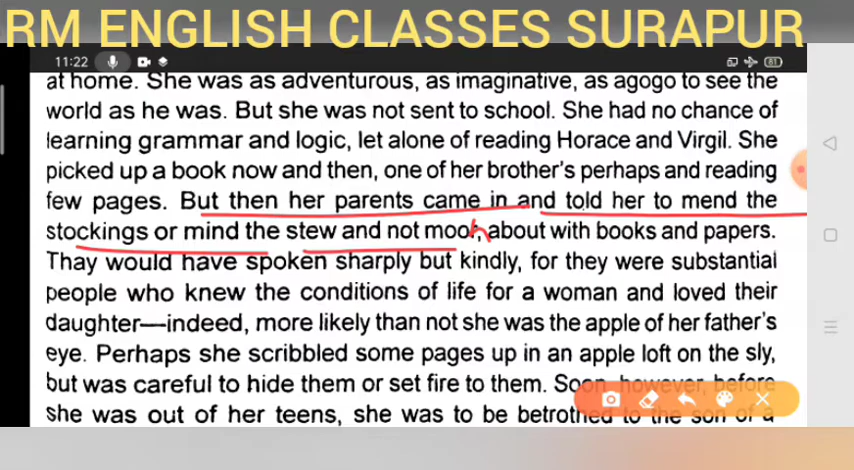 RM ENGLISH CLASSES SURAPUR
11:22 81
at home. She was as adventurous, as imaginative, as agogo to see the
world as he was. But she was not sent to school. She had no chance of
learning grammar and logic, let alone of reading Horace and Virgil. She
picked up a book now and then, one of her brother's perhaps and reading
few pages. But then her parents came in and told her to mend the
stockings or mind the stew and not mooh, about with books and papers.
Thay would have spoken sharply but kindly, for they were substantial
people who knew the conditions of life for a woman and loved their
daughter—indeed, more likely than not she was the apple of her father's
eye. Perhaps she scribbled some pages up in an apple loft on the sly,
but was careful to hide them or set fire to them. Soon, however, before
she was out of her teens, she was to be betrothed to the son of a